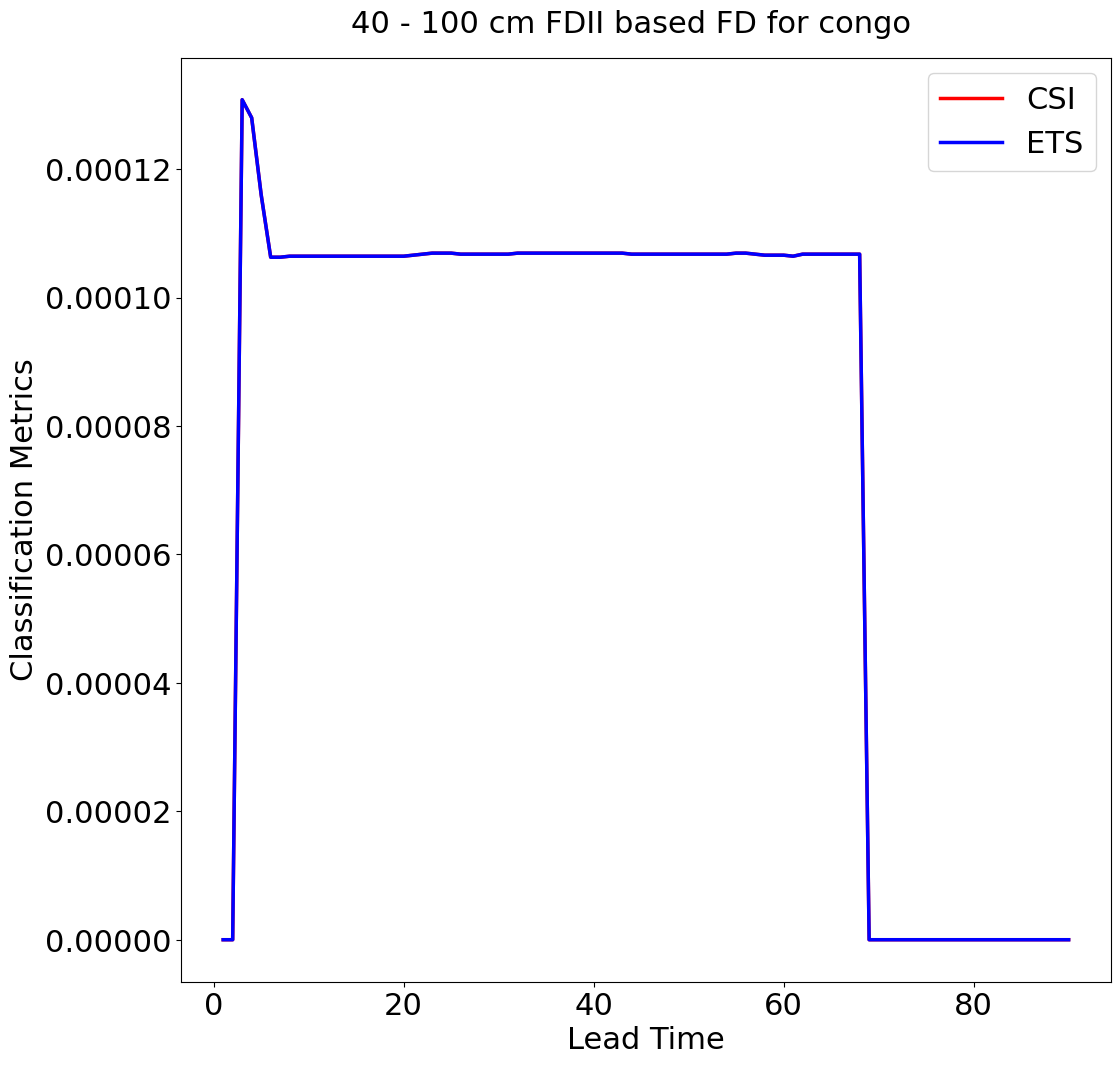 40 - 100 cm FDII based FD for congo
CSI
ETS
0.00012
0.00010
0.00008
0.00006
0.00004
0.00002
0.00000
Classification Metrics
0 20 40 60 80
Lead Time